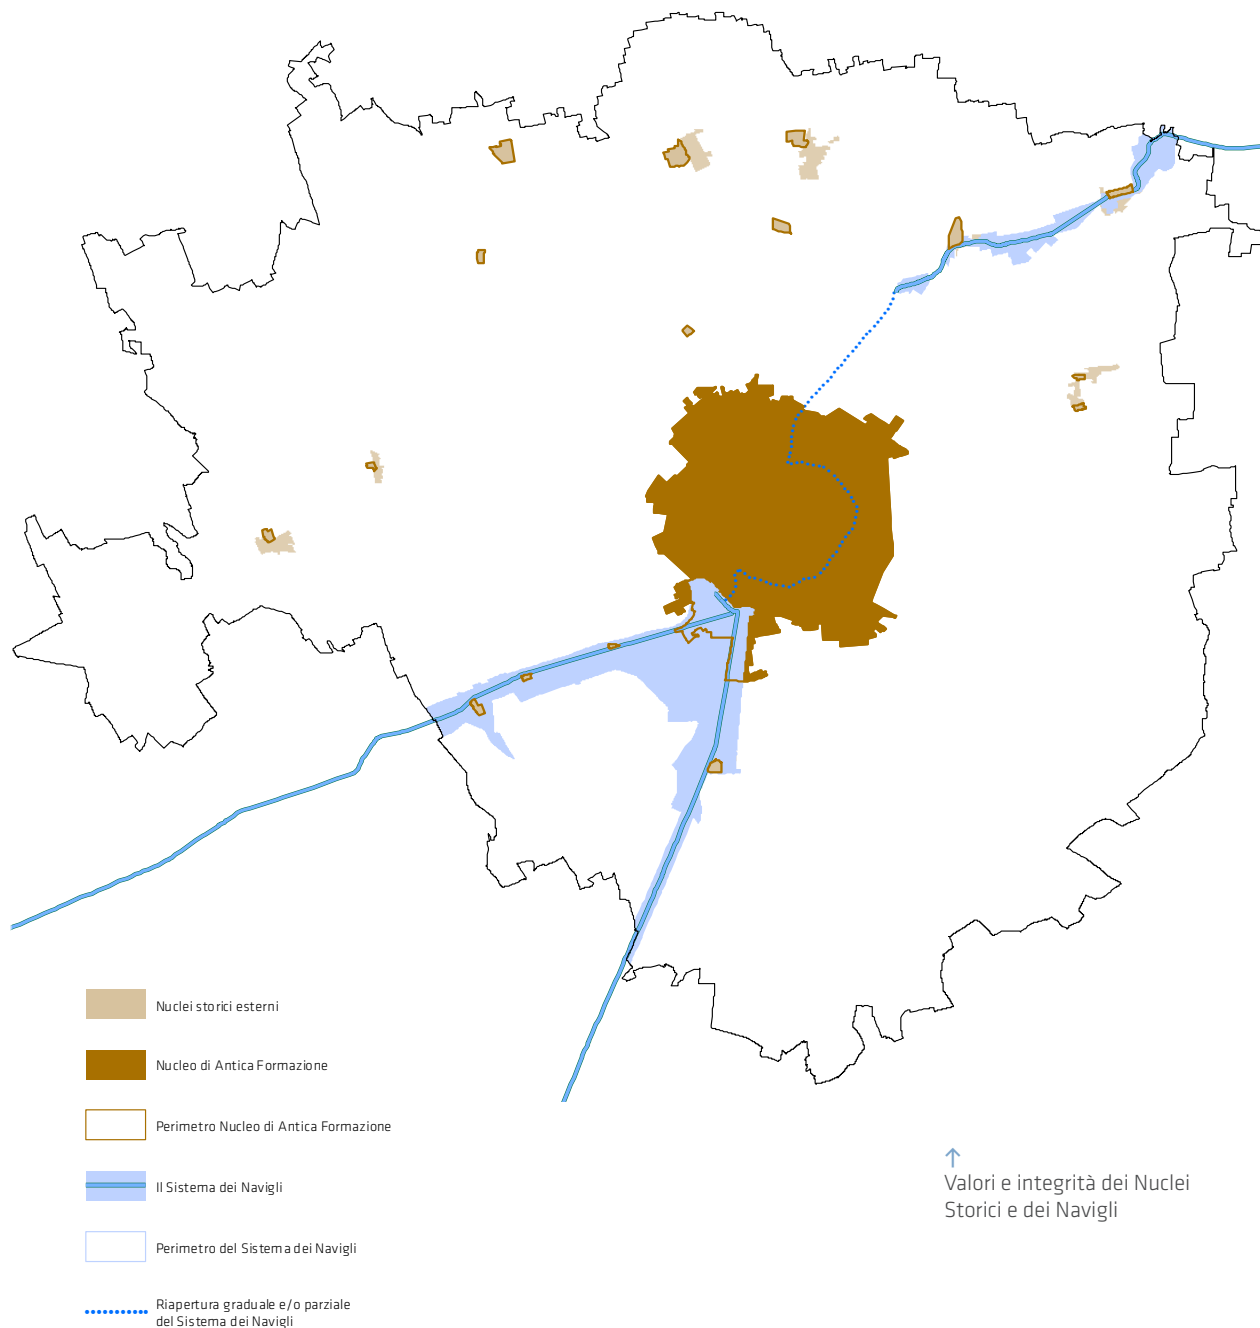 Nuclei storici esterni
Nucleo di Antica Formazione
Perimetro Nucleo di Antica Formazione
Il Sistema dei Navigli
Perimetro del Sistema dei Navigli
Riapertura graduale e/o parziale
del Sistema dei Navigli
↑
Valori e integrità dei Nuclei
Storici e dei Navigli